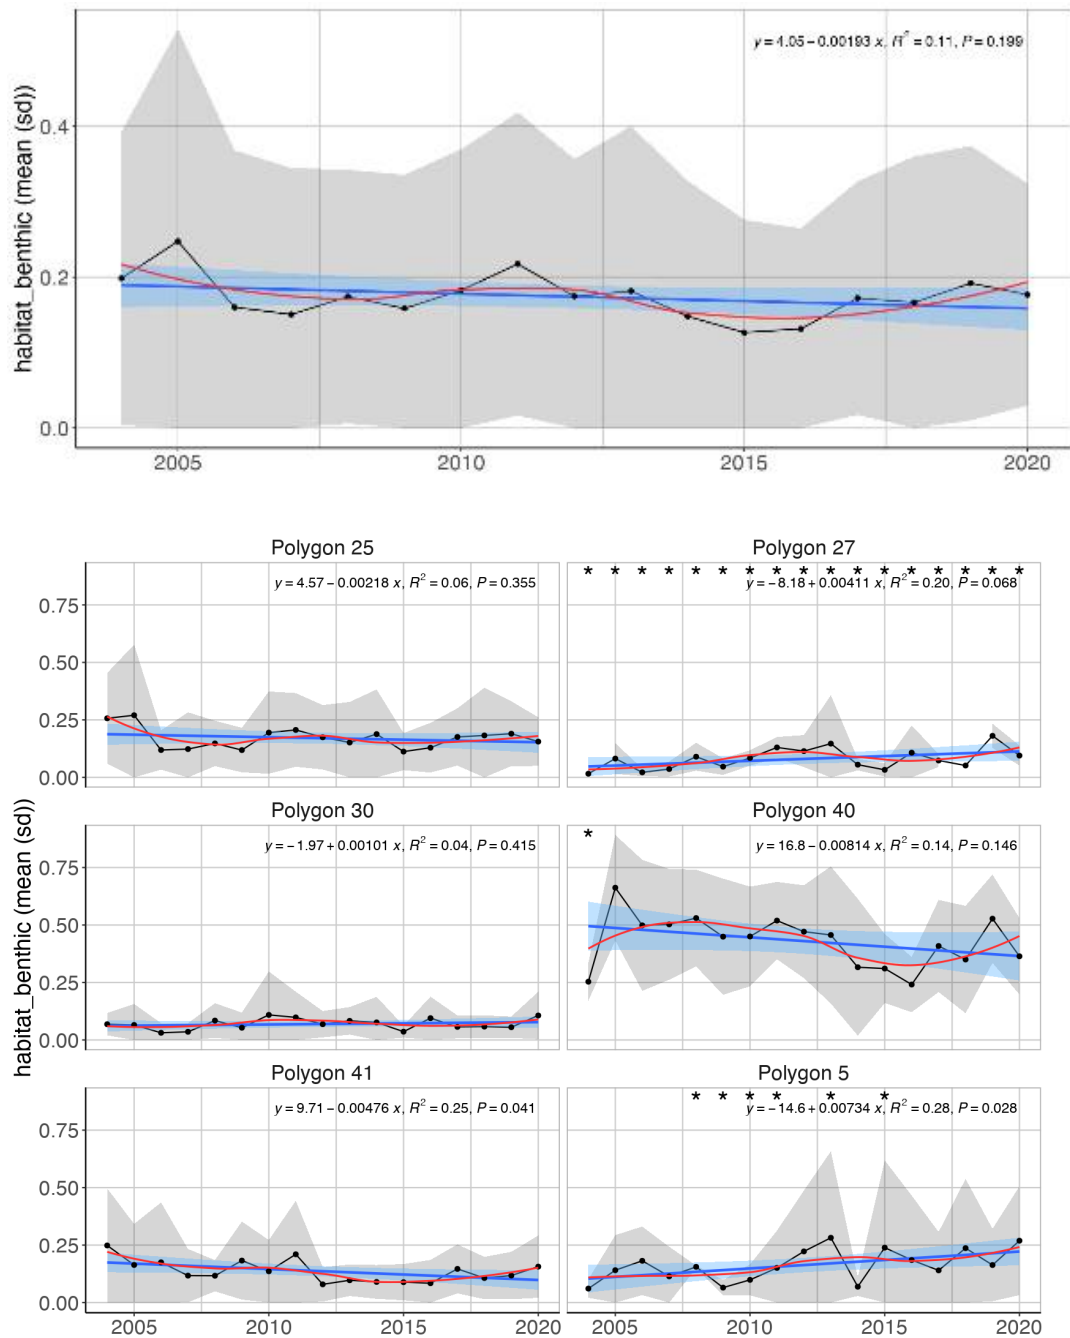 y = 4.05 − 0.00193 x, R² = 0.11, P = 0.199
habitat_benthic (mean (sd))
0.4
0.2
0.0
2005 2010 2015 2020
Polygon 25 Polygon 27
y = 4.57 − 0.00218 x, R² = 0.06, P = 0.355
* * * * * * * * * * * * * * * * *
y = −8.18 + 0.00411 x, R² = 0.20, P = 0.068
0.75
0.50
0.25
0.00
Polygon 30 Polygon 40
y = −1.97 + 0.00101 x, R² = 0.04, P = 0.415
*
y = 16.8 − 0.00814 x, R² = 0.14, P = 0.146
0.75
0.50
0.25
0.00
habitat_benthic (mean (sd))
Polygon 41 Polygon 5
y = 9.71 − 0.00476 x, R² = 0.25, P = 0.041
* * * * * *
y = −14.6 + 0.00734 x, R² = 0.28, P = 0.028
0.75
0.50
0.25
0.00
2005 2010 2015 2020 2005 2010 2015 2020